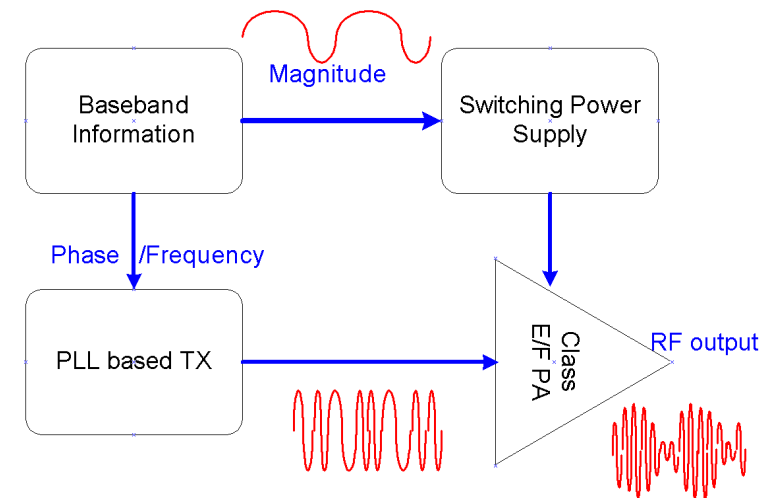 Magnitude
Baseband
Information
Switching Power
Supply
Phase /Frequency
PLL based TX
Class
E/F PA
RF output